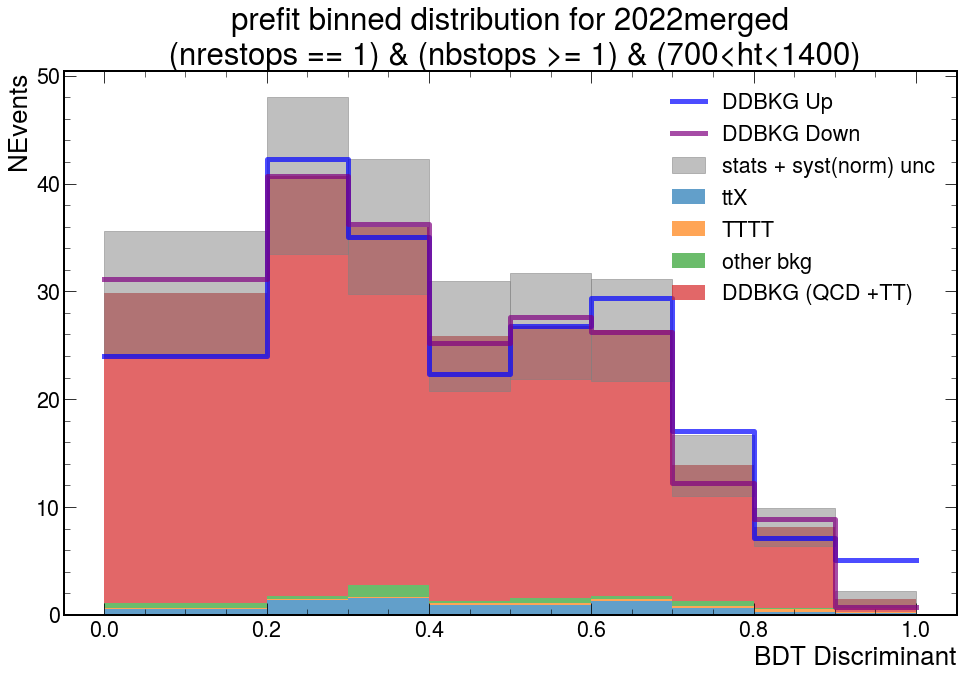 prefit binned distribution for 2022merged
(nrestops == 1) & (nbstops >= 1) & (700<ht<1400)
NEvents
50
40
30
20
10
0
DDBKG Up
DDBKG Down
stats + syst(norm) unc
ttX
TTTT
other bkg
DDBKG (QCD +TT)
0.0 0.2 0.4 0.6 0.8 1.0
BDT Discriminant